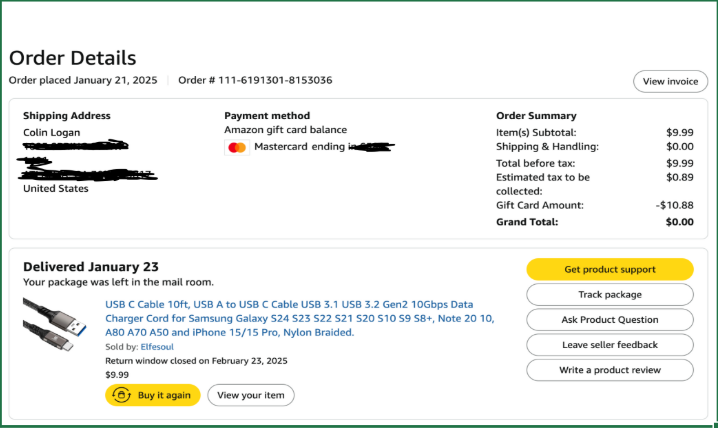 Order Details
Order placed January 21, 2025 Order # 111-6191301-8153036
View invoice
Shipping Address
Colin Logan
United States
Payment method
Amazon gift card balance
Mastercard ending in
Order Summary
Item(s) Subtotal: $9.99
Shipping & Handling: $0.00
Total before tax: $9.99
Estimated tax to be
collected: $0.89
Gift Card Amount: -$10.88
Grand Total: $0.00
Delivered January 23
Your package was left in the mail room.
USB C Cable 10ft, USB A to USB C Cable USB 3.1 USB 3.2 Gen2 10Gbps Data
Charger Cord for Samsung Galaxy S24 S23 S22 S21 S20 S10 S9 S8+, Note 20 10,
A80 A70 A50 and iPhone 15/15 Pro, Nylon Braided.
Sold by: Elfesoul
Return window closed on February 23, 2025
$9.99
Buy it again
View your item
Get product support
Track package
Ask Product Question
Leave seller feedback
Write a product review